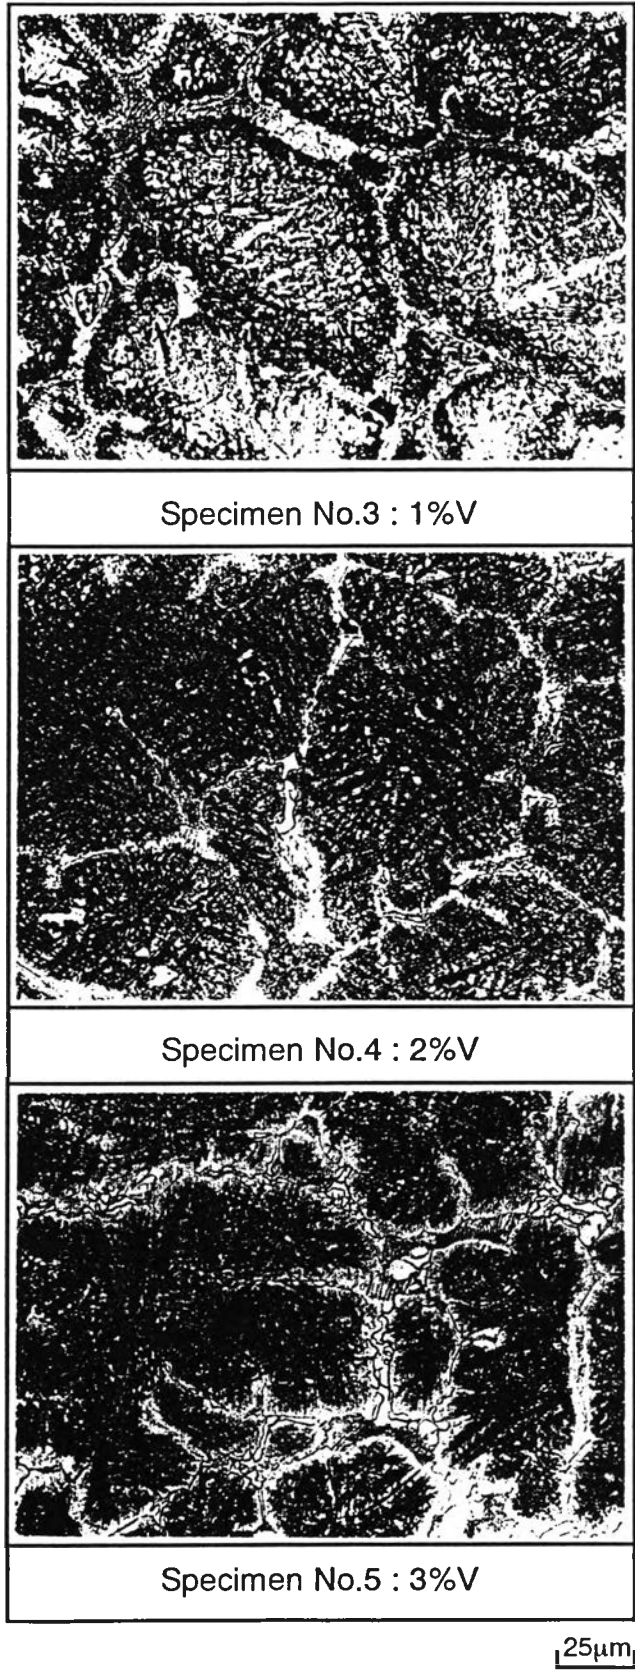 Specimen No.3 : 1%V
Specimen No.4 : 2%V
Specimen No.5 : 3%V
25μm